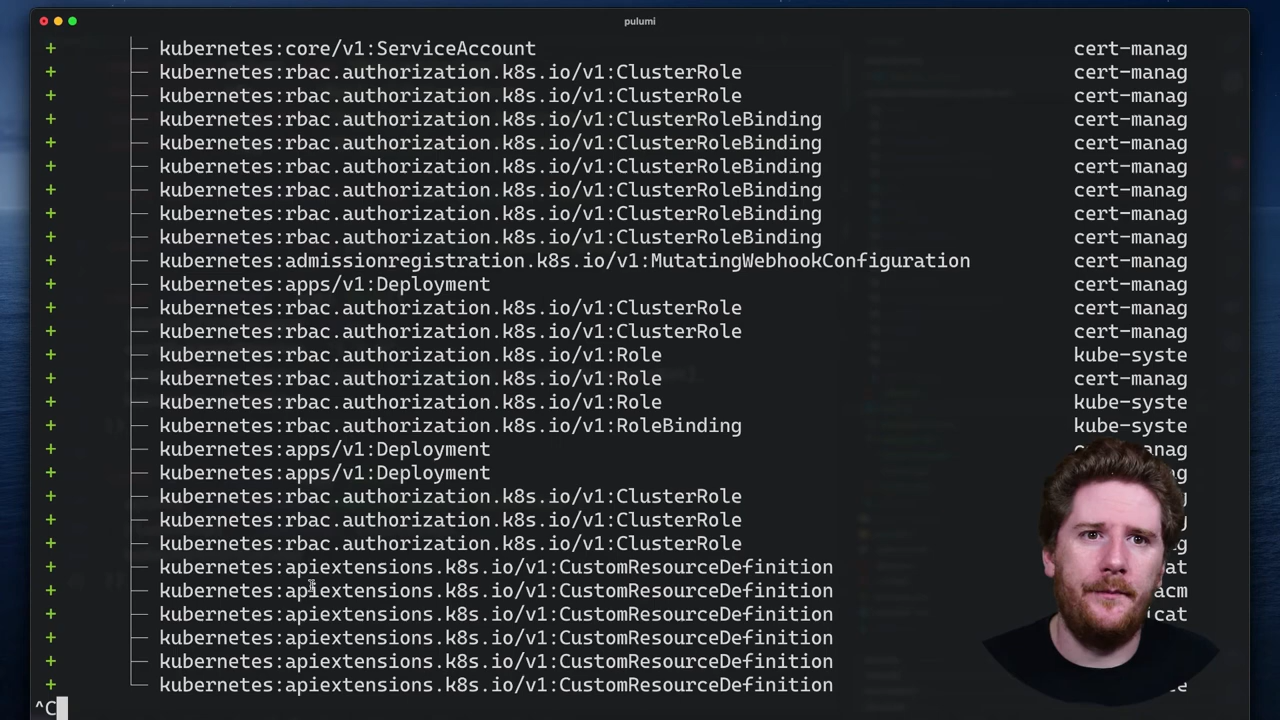 pulumi
+ ├─ kubernetes:core/v1:ServiceAccount cert-manag
+ ├─ kubernetes:rbac.authorization.k8s.io/v1:ClusterRole cert-manag
+ ├─ kubernetes:rbac.authorization.k8s.io/v1:ClusterRole cert-manag
+ ├─ kubernetes:rbac.authorization.k8s.io/v1:ClusterRoleBinding cert-manag
+ ├─ kubernetes:rbac.authorization.k8s.io/v1:ClusterRoleBinding cert-manag
+ ├─ kubernetes:rbac.authorization.k8s.io/v1:ClusterRoleBinding cert-manag
+ ├─ kubernetes:rbac.authorization.k8s.io/v1:ClusterRoleBinding cert-manag
+ ├─ kubernetes:rbac.authorization.k8s.io/v1:ClusterRoleBinding cert-manag
+ ├─ kubernetes:rbac.authorization.k8s.io/v1:ClusterRoleBinding cert-manag
+ ├─ kubernetes:admissionregistration.k8s.io/v1:MutatingWebhookConfiguration cert-manag
+ ├─ kubernetes:apps/v1:Deployment cert-manag
+ ├─ kubernetes:rbac.authorization.k8s.io/v1:ClusterRole cert-manag
+ ├─ kubernetes:rbac.authorization.k8s.io/v1:ClusterRole cert-manag
+ ├─ kubernetes:rbac.authorization.k8s.io/v1:Role kube-syste
+ ├─ kubernetes:rbac.authorization.k8s.io/v1:Role cert-manag
+ ├─ kubernetes:rbac.authorization.k8s.io/v1:Role kube-syste
+ ├─ kubernetes:rbac.authorization.k8s.io/v1:RoleBinding kube-syste
+ ├─ kubernetes:apps/v1:Deployment
+ ├─ kubernetes:apps/v1:Deployment
+ ├─ kubernetes:rbac.authorization.k8s.io/v1:ClusterRole
+ ├─ kubernetes:rbac.authorization.k8s.io/v1:ClusterRole
+ ├─ kubernetes:rbac.authorization.k8s.io/v1:ClusterRole
+ ├─ kubernetes:apiextensions.k8s.io/v1:CustomResourceDefinition
+ ├─ kubernetes:apiextensions.k8s.io/v1:CustomResourceDefinition
+ ├─ kubernetes:apiextensions.k8s.io/v1:CustomResourceDefinition
+ ├─ kubernetes:apiextensions.k8s.io/v1:CustomResourceDefinition
+ ├─ kubernetes:apiextensions.k8s.io/v1:CustomResourceDefinition
+ └─ kubernetes:apiextensions.k8s.io/v1:CustomResourceDefinition
^C